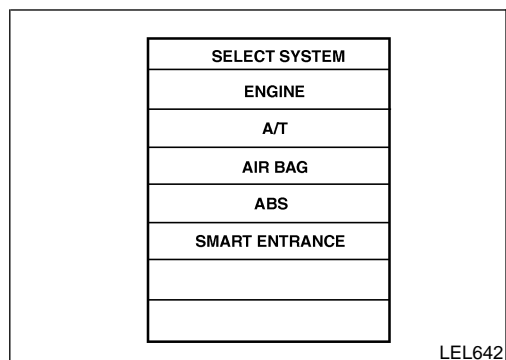 SELECT SYSTEM
ENGINE
A/T
AIR BAG
ABS
SMART ENTRANCE
LEL642